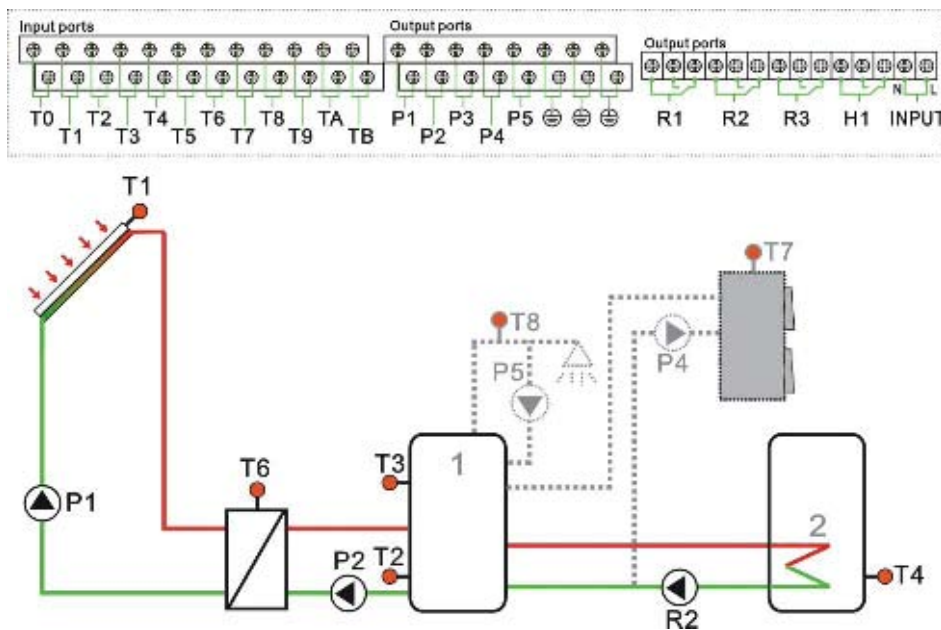 Input ports
Output ports
Output ports
T0 T2 T4 T6 T8 TA P1 P3 P5
T1 T3 T5 T7 T9 TB P2 P4
R1 R2 R3 H1 INPUT
N L
T1
T7
T8
P5
P4
T3
1
T6
P1
2
P2
T2
T4
R2